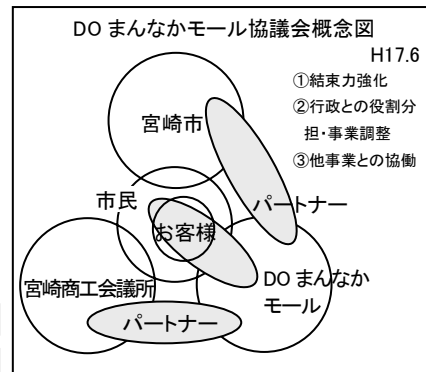 DO まんなかモール協議会概念図
H17.6
①結束力強化
②行政との役割分
担・事業調整
③他事業との協働
宮崎市
市民
パートナー
お客様
宮崎商工会議所
DO まんなか
モール
パートナー